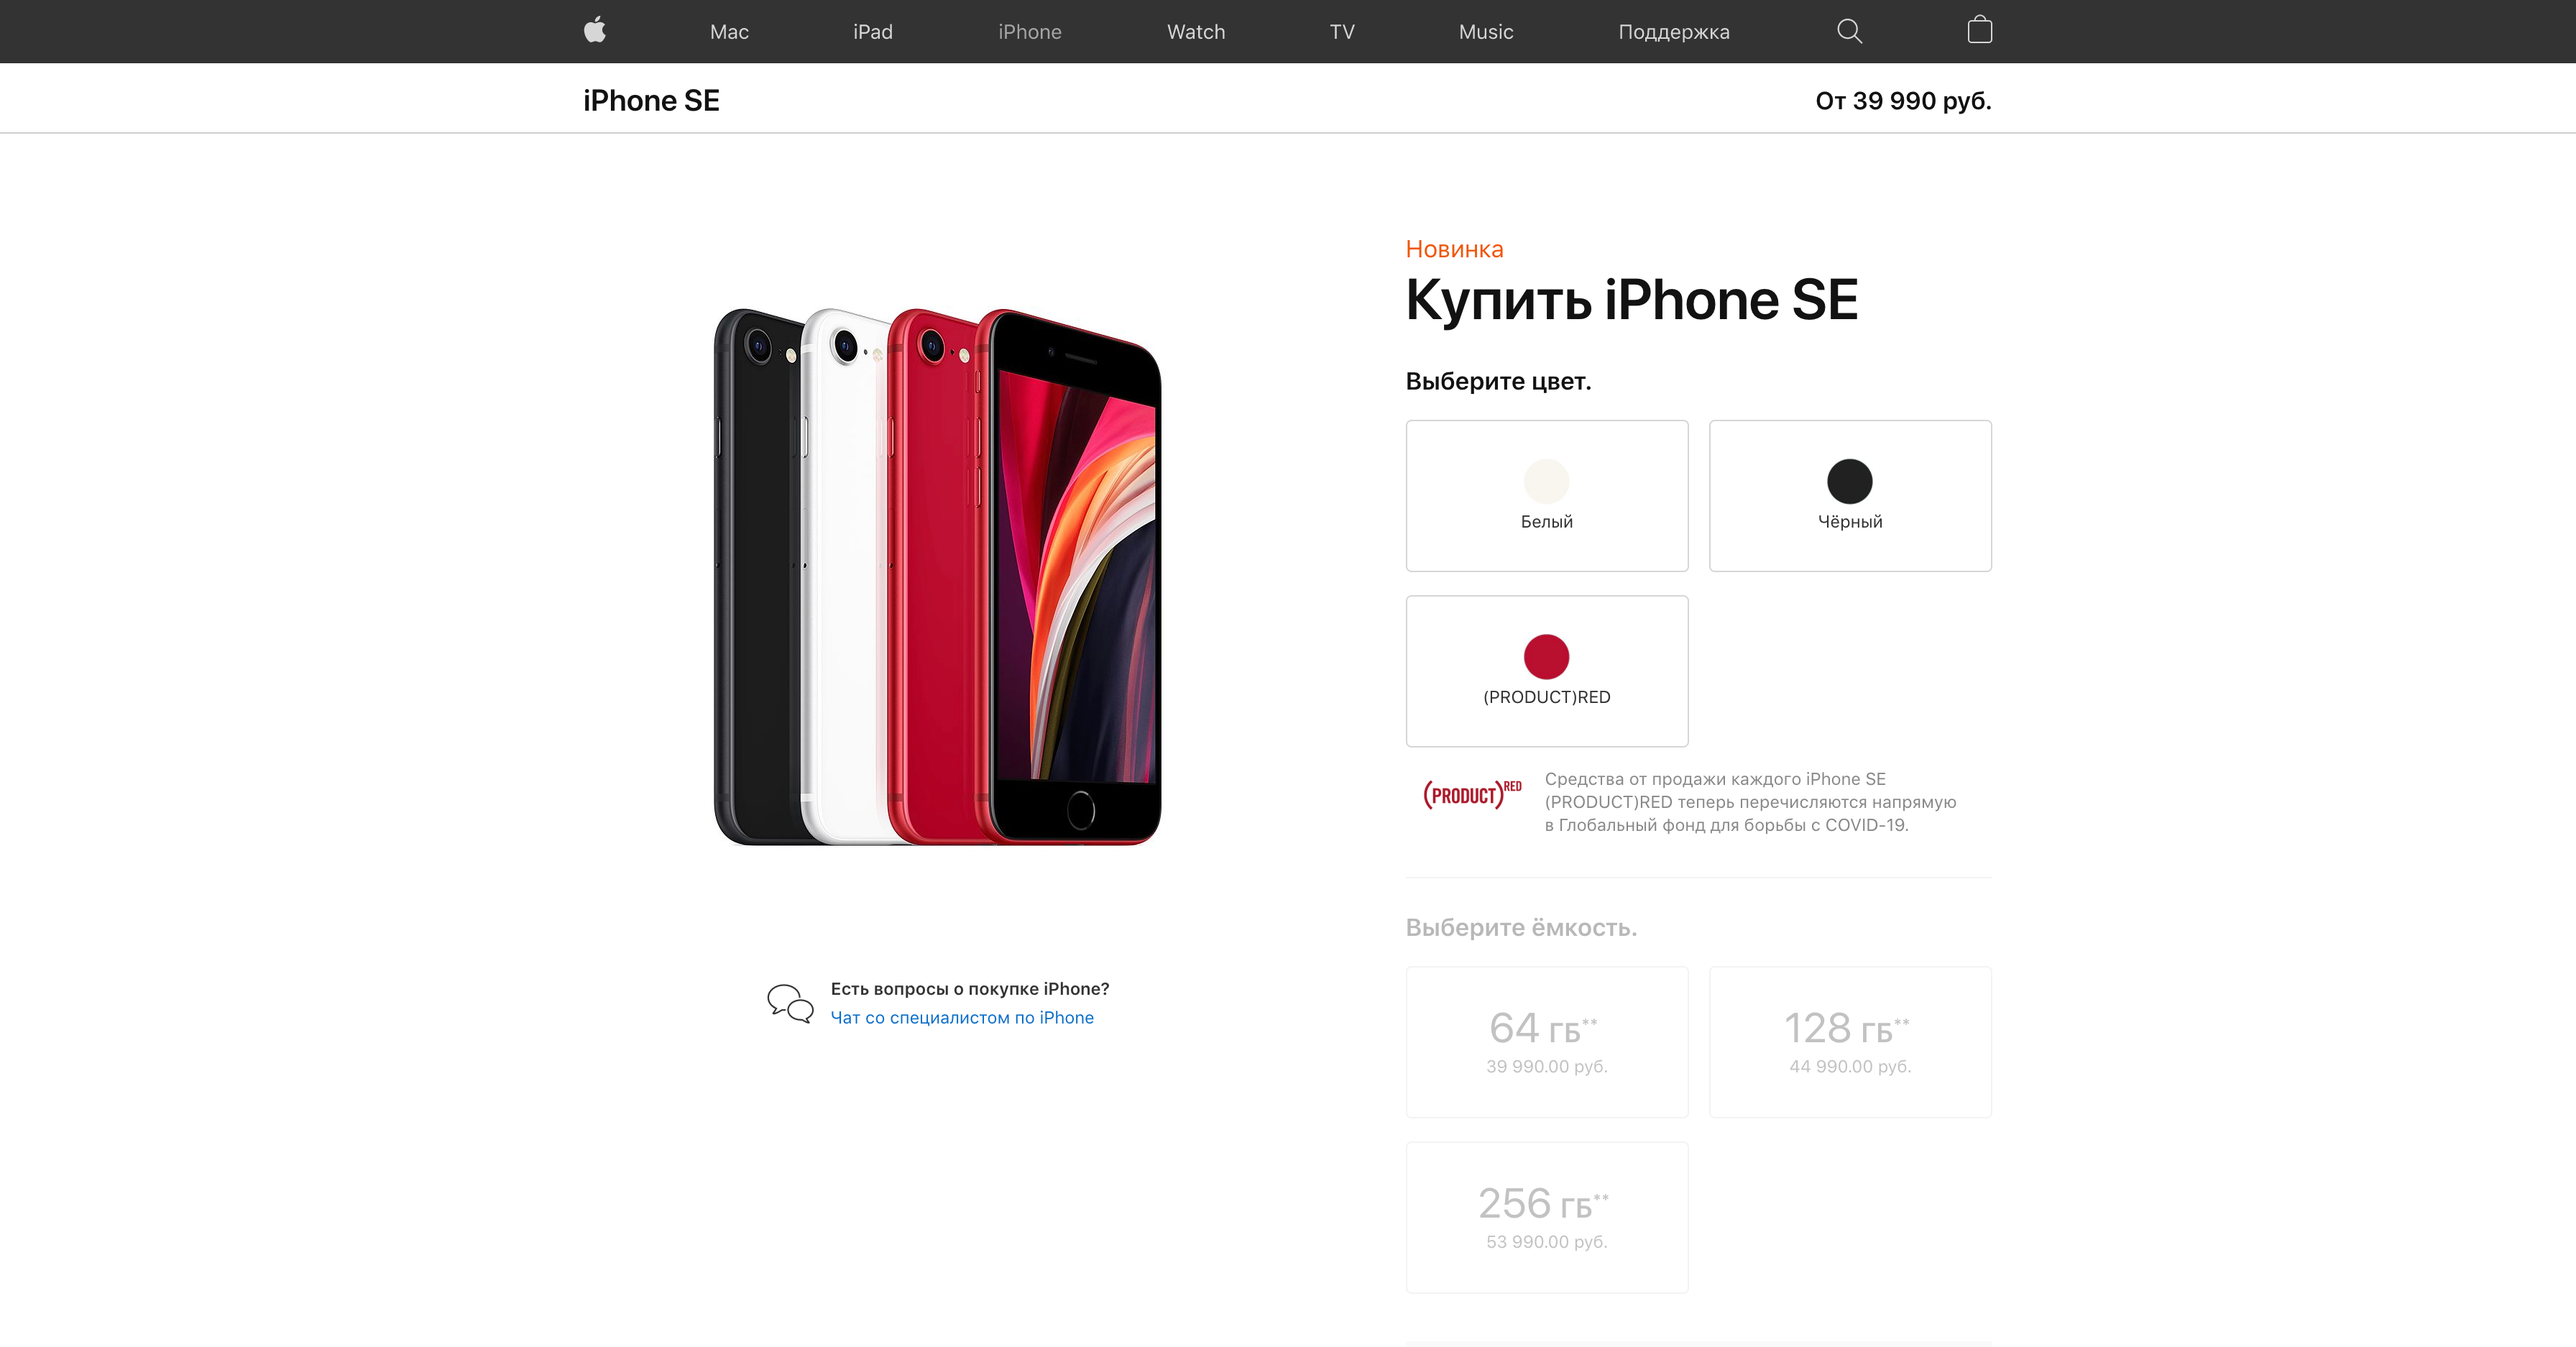 Mac
iPad
iPhone
Watch
TV
Music
Поддержка
iPhone SE
От 39 990 руб.
Новинка
Купить iPhone SE
Выберите цвет.
Белый
Чёрный
(PRODUCT)RED
(PRODUCT)RED
Средства от продажи каждого iPhone SE
(PRODUCT)RED теперь перечисляются напрямую
в Глобальный фонд для борьбы с COVID-19.
Есть вопросы о покупке iPhone?
Чат со специалистом по iPhone
Выберите ёмкость.
64 ГБ**
39 990.00 руб.
128 ГБ**
44 990.00 руб.
256 ГБ**
53 990.00 руб.